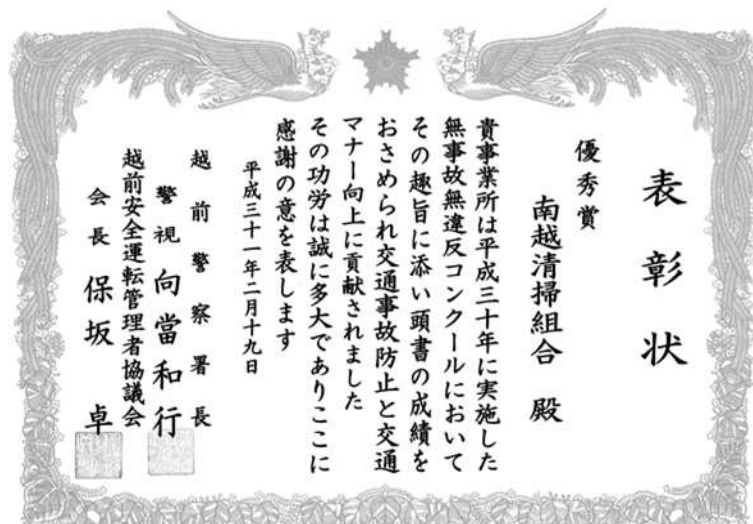 表彰状
優秀賞
南越清掃組合 殿
貴事業所は平成三十年に実施した
無事故無違反コンクールにおいて
その趣旨に添い頭書の成績を
おさめられ交通事故防止と交通
マナー向上に貢献されました
その功労は誠に多大でありここに
感謝の意を表します
平成三十一年二月十九日
越前警察署長
警視 向當和行
越前安全運転管理者協議会
会長 保坂 卓